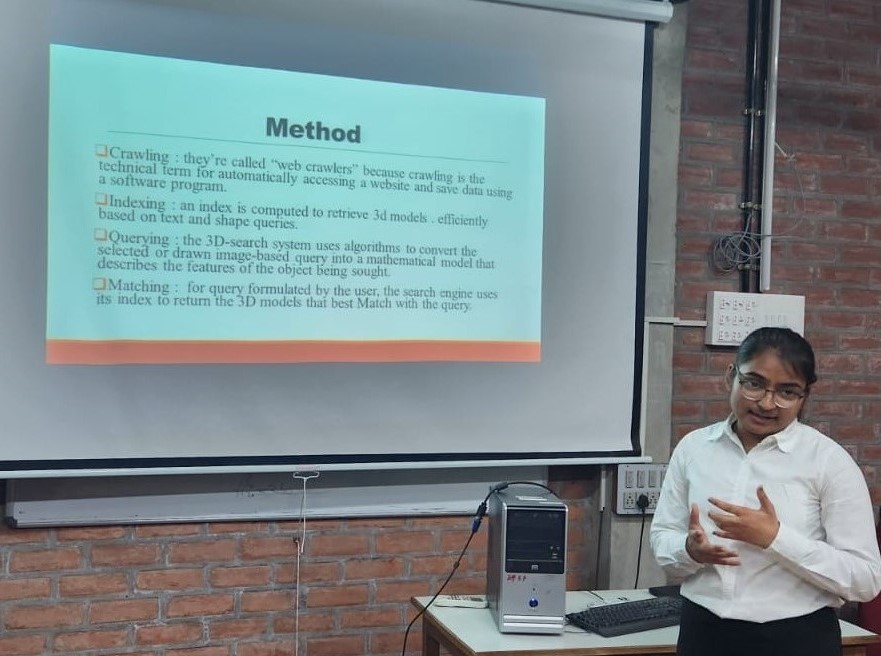 Method
Crawling : they're called "web crawlers" because crawling is the
technical term for automatically accessing a website and save data using
a software program.
Indexing : an index is computed to retrieve 3d models . efficiently
based on text and shape queries.
Querying : the 3D-search system uses algorithms to convert the
selected or drawn image-based query into a mathematical model that
describes the features of the object being sought.
Matching : for query formulated by the user, the search engine uses
its index to return the 3D models that best Match with the query.